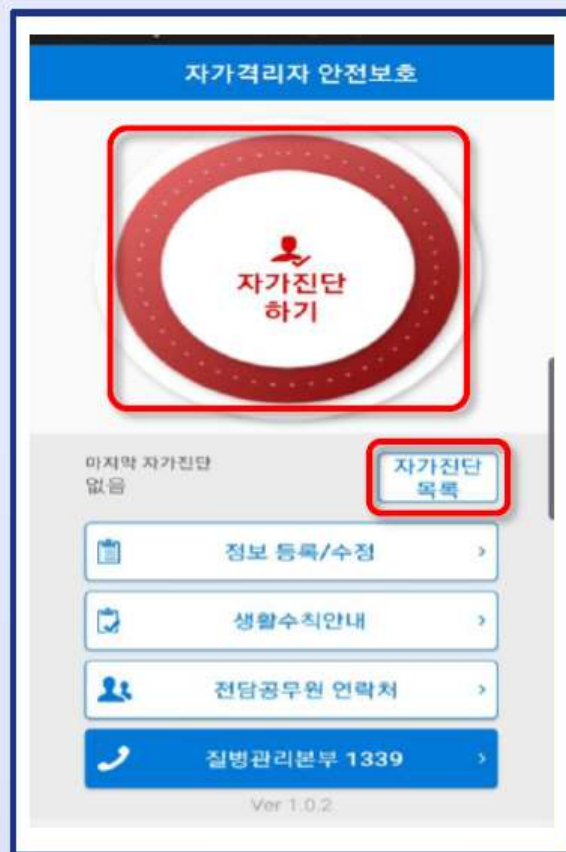 자가격리자 안전보호
자가진단
하기
마지막 자가진단
없음
자가진단
목록
정보 등록/수정
생활수칙안내
전담공무원 연락처
질병관리본부 1339
Ver 1.0.2